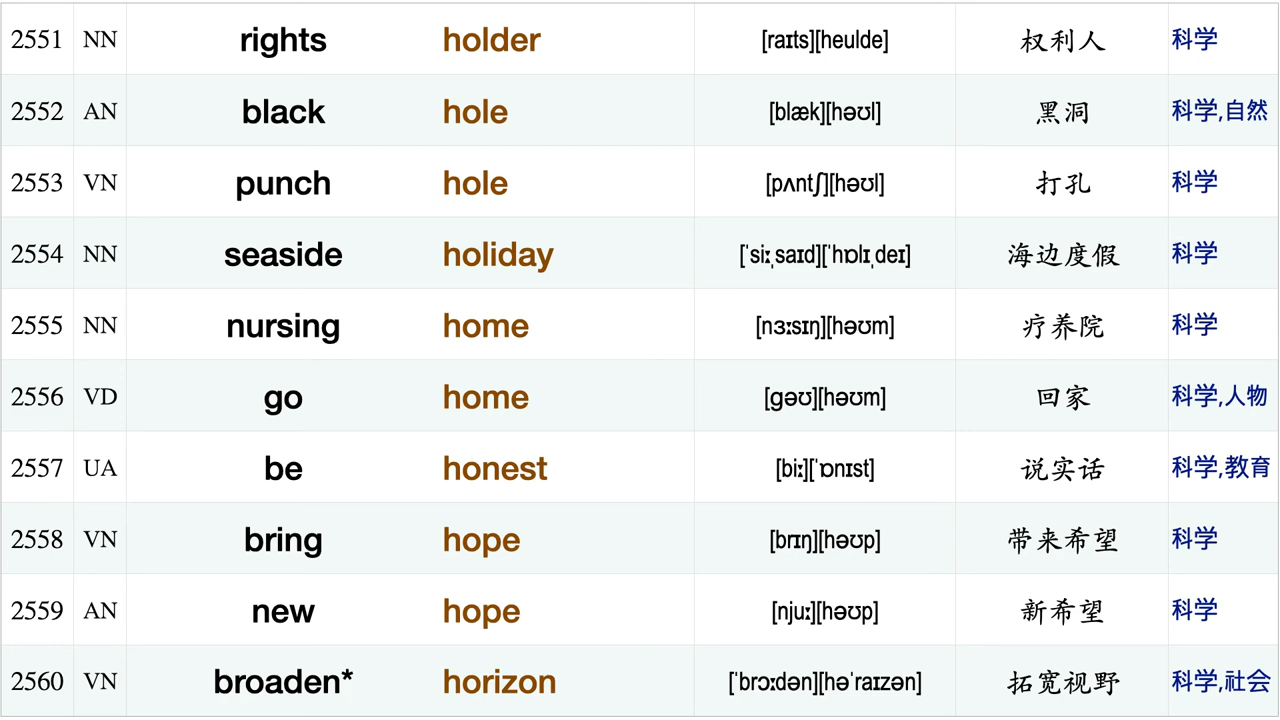 2551 NN rights holder [raɪts][heulde] 权利人 科学
2552 AN black hole [blæk][həʊl] 黑洞 科学,自然
2553 VN punch hole [pʌntʃ][həʊl] 打孔 科学
2554 NN seaside holiday [ˈsiːˌsaɪd][ˈhɒlɪˌdeɪ] 海边度假 科学
2555 NN nursing home [nɜːsɪŋ][həʊm] 疗养院 科学
2556 VD go home [gəʊ][həʊm] 回家 科学,人物
2557 UA be honest [biː][ˈɒnɪst] 说实话 科学,教育
2558 VN bring hope [brɪŋ][həʊp] 带来希望 科学
2559 AN new hope [njuː][həʊp] 新希望 科学
2560 VN broaden* horizon [ˈbrɔːdən][həˈraɪzən] 拓宽视野 科学,社会